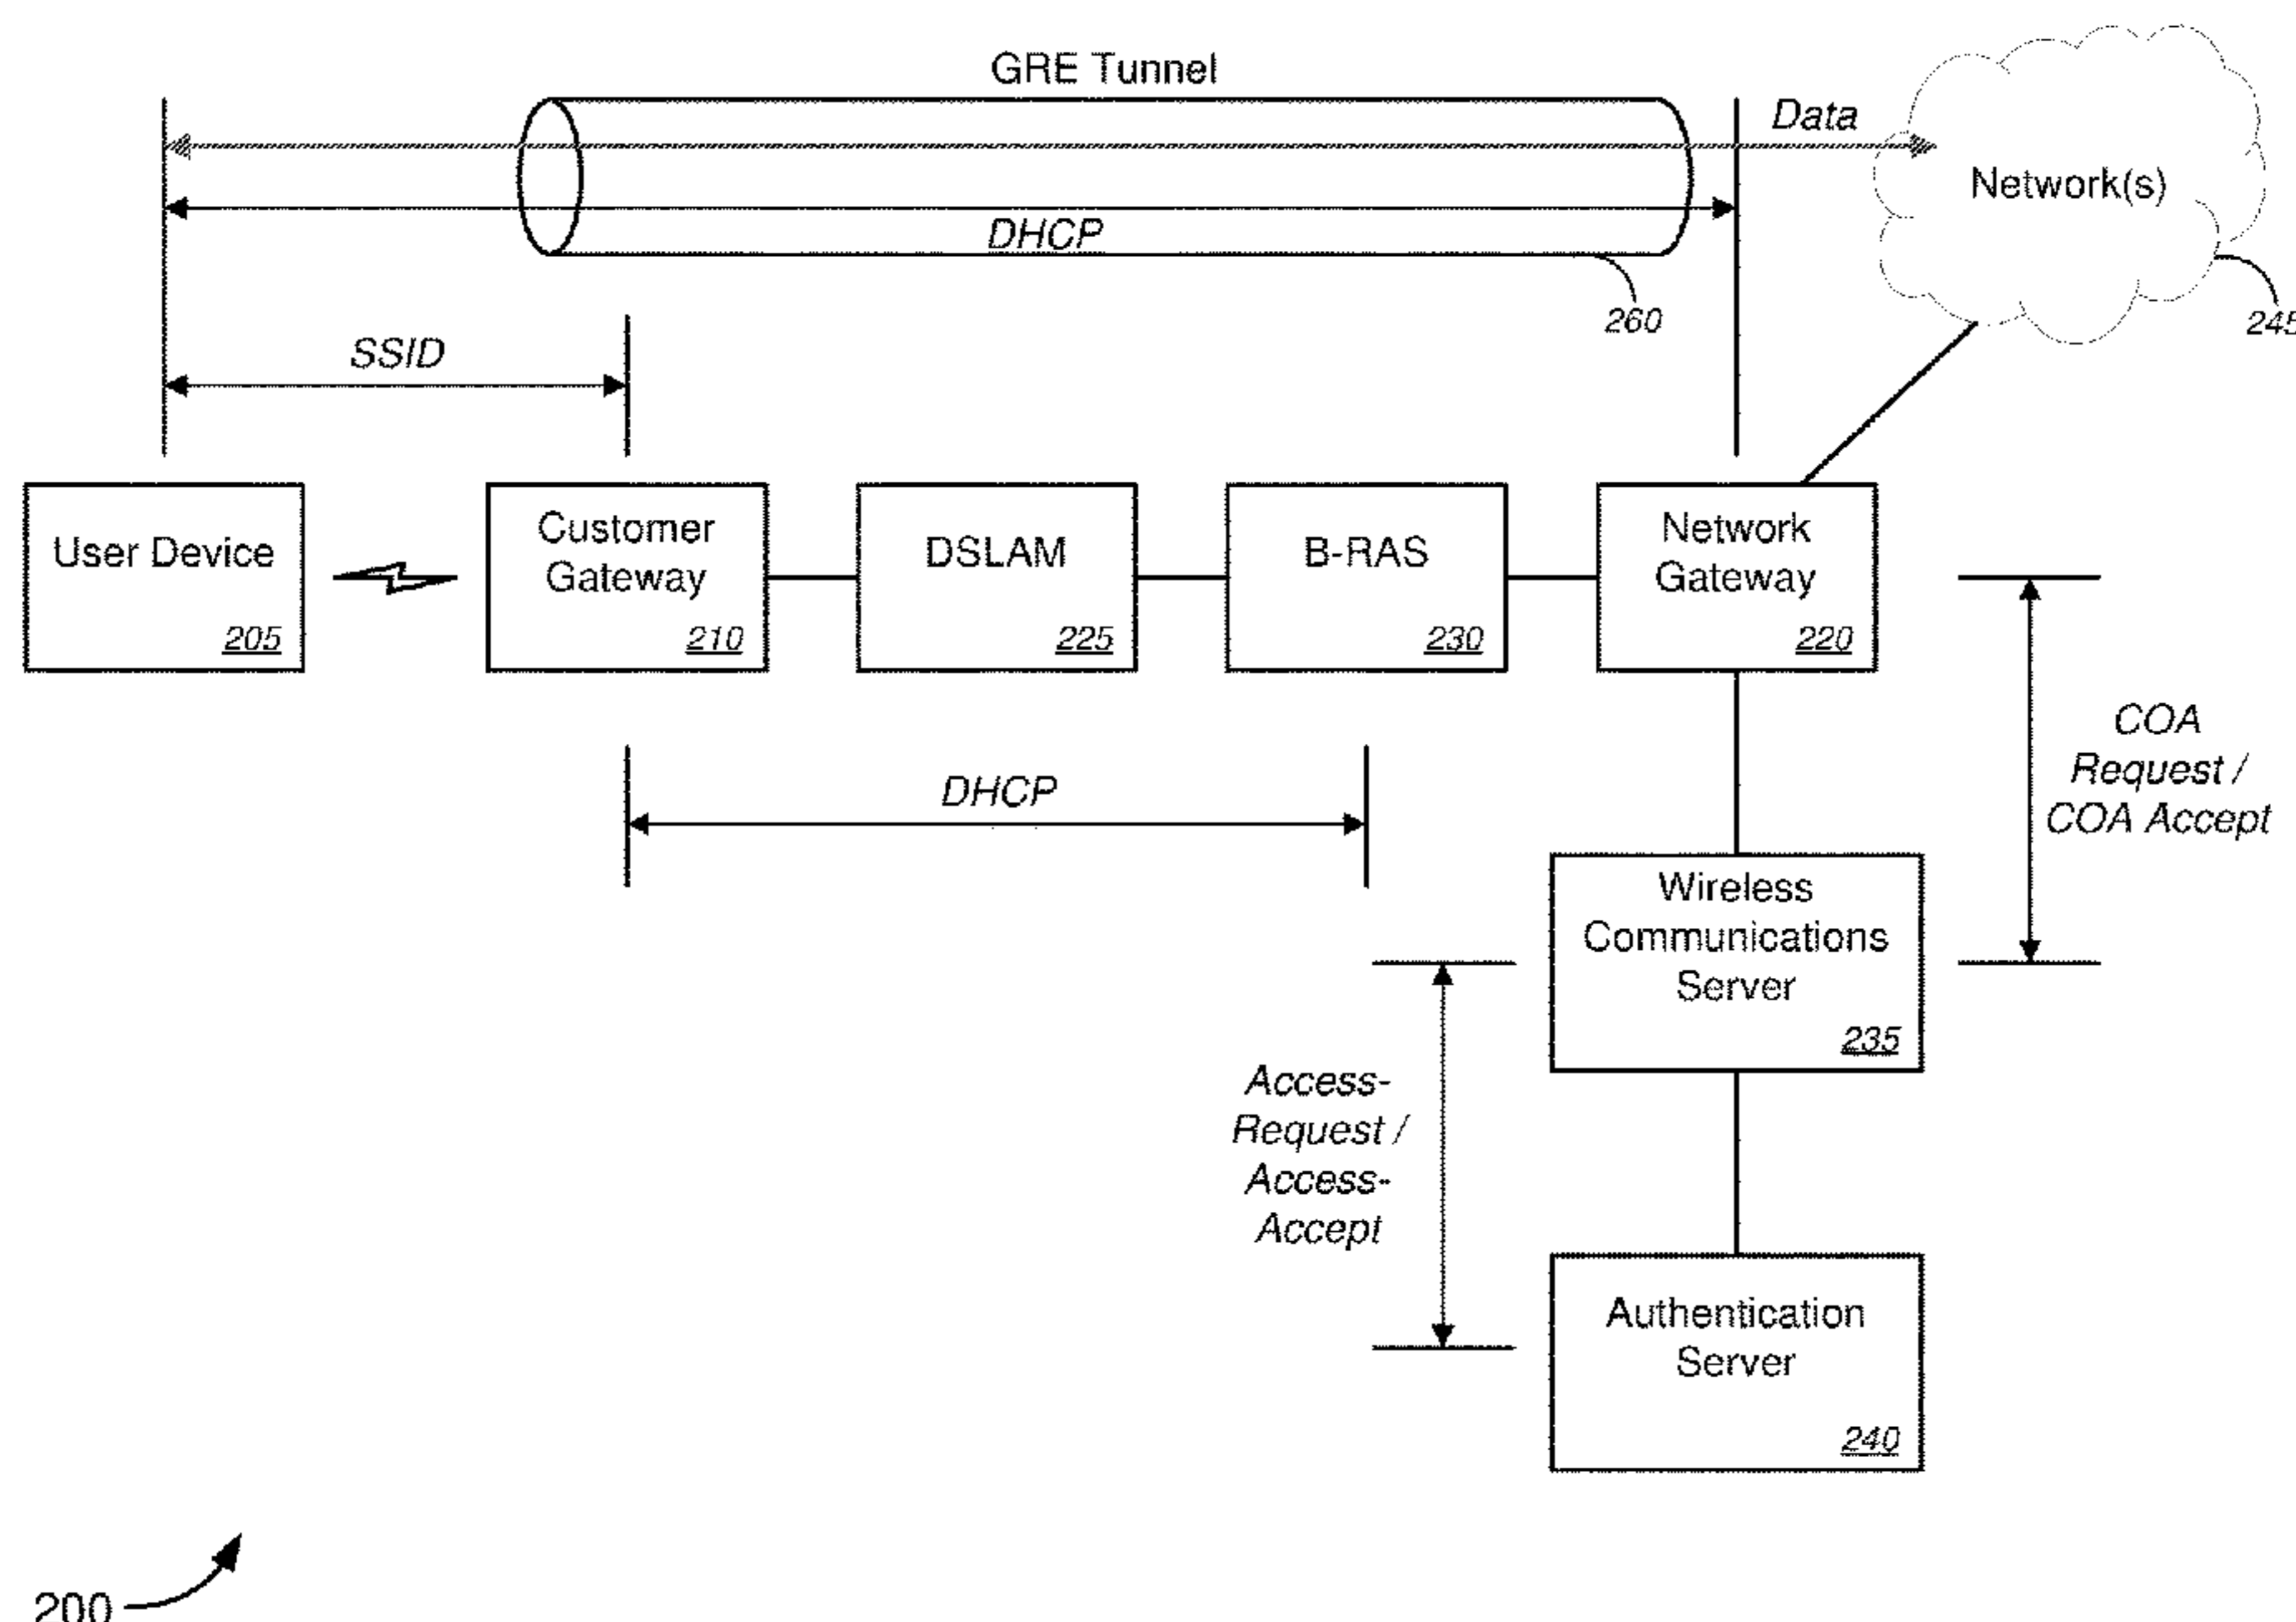 GRE Tunnel
Data
Network(s)
DHCP
260
245
SSID
User Device
205
Customer
Gateway
210
DSLAM
225
B-RAS
230
Network
Gateway
220
DHCP
COA
Request /
COA Accept
Wireless
Communications
Server
235
Access-
Request /
Access-
Accept
Authentication
Server
240
200